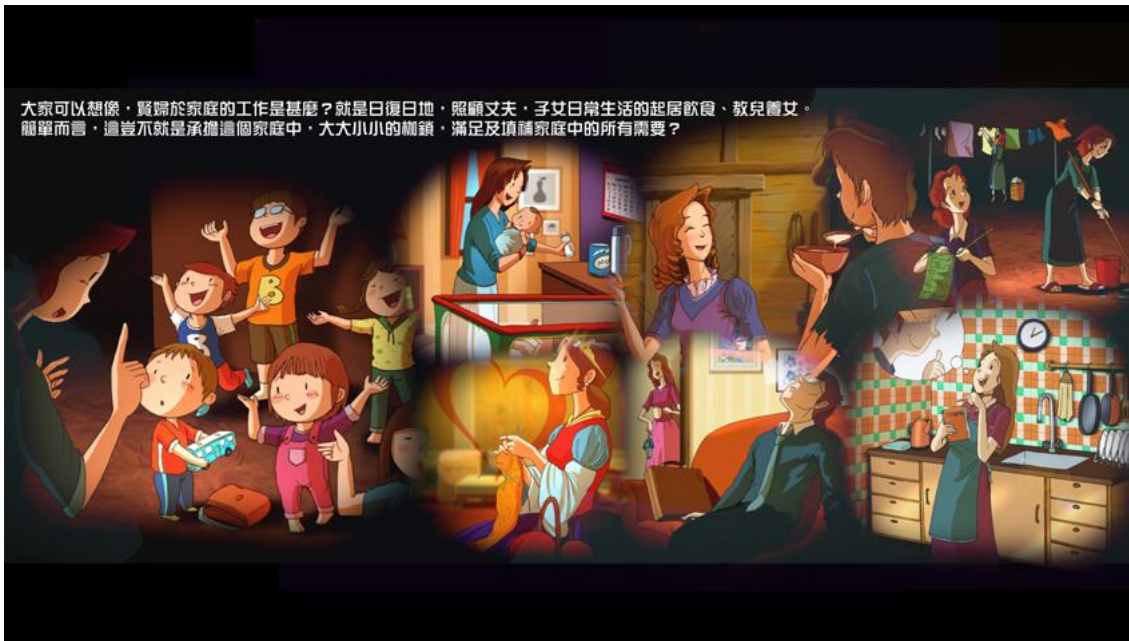 大家可以想像，賢婦於家庭的工作是甚麼？就是日復日地，照顧丈夫，子女日常生活的起居飲食、教兒養女。
簡單而言，這豈不就是承擔這個家庭中，大大小小的枷鎖，滿足及填補家庭中的所有需要？